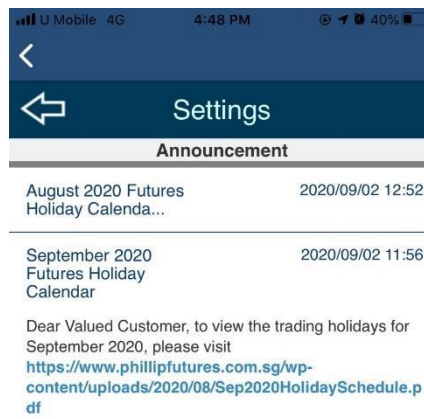 U Mobile 4G 4:48 PM 40%
Settings
Announcement
August 2020 Futures 2020/09/02 12:52
Holiday Calenda...
September 2020 2020/09/02 11:56
Futures Holiday
Calendar
Dear Valued Customer, to view the trading holidays for
September 2020, please visit
https://www.phillipfutures.com.sg/wp-
content/uploads/2020/08/Sep2020HolidaySchedule.p
df